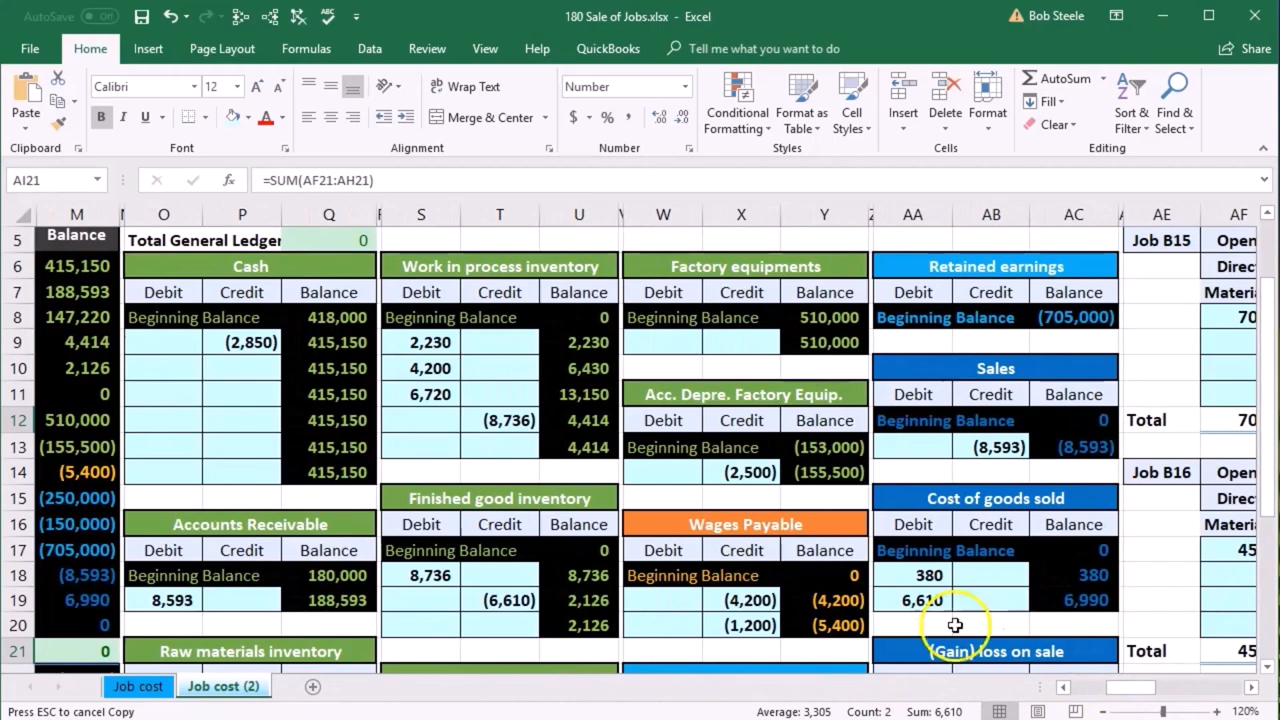 AutoSave Off 180 Sale of Jobs.xlsx - Excel Bob Steele
File Home Insert Page Layout Formulas Data Review View Help QuickBooks Tell me what you want to do Share
Calibri 12 A A ab Wrap Text Number AutoSum
Paste Conditional Format as Cell Insert Delete Format Fill Sort & Find &
B I U A Merge & Center $ % , Formatting Table Styles Clear Filter Select
Clipboard Font Alignment Number Styles Cells Editing
AI21 fx =SUM(AF21:AH21)
M O P Q S T U W X Y AA AB AC AE AF
5 Balance Total General Ledger 0 Job B15 Open
6 415,150 Cash Work in process inventory Factory equipments Retained earnings Direc
7 188,593 Debit Credit Balance Debit Credit Balance Debit Credit Balance Debit Credit Balance Materia
8 147,220 Beginning Balance 418,000 Beginning Balance 0 Beginning Balance 510,000 Beginning Balance (705,000) 70
9 4,414 (2,850) 415,150 2,230 2,230 510,000
10 2,126 415,150 4,200 6,430 Sales
11 0 415,150 6,720 13,150 Acc. Depre. Factory Equip. Debit Credit Balance
12 510,000 415,150 (8,736) 4,414 Debit Credit Balance Beginning Balance 0 Total 70
13 (155,500) 415,150 4,414 Beginning Balance (153,000) (8,593) (8,593)
14 (5,400) 415,150 (2,500) (155,500) Job B16 Open
15 (250,000) Finished good inventory Cost of goods sold Direc
16 (150,000) Accounts Receivable Debit Credit Balance Wages Payable Debit Credit Balance Materia
17 (705,000) Debit Credit Balance Beginning Balance 0 Debit Credit Balance Beginning Balance 0 45
18 (8,593) Beginning Balance 180,000 8,736 8,736 Beginning Balance 0 380 380
19 6,990 8,593 188,593 (6,610) 2,126 (4,200) (4,200) 6,610 6,990
20 0 2,126 (1,200) (5,400)
21 0 Raw materials inventory (Gain) loss on sale Total 45
Job cost Job cost (2)
Press ESC to cancel Copy Average: 3,305 Count: 2 Sum: 6,610 120%